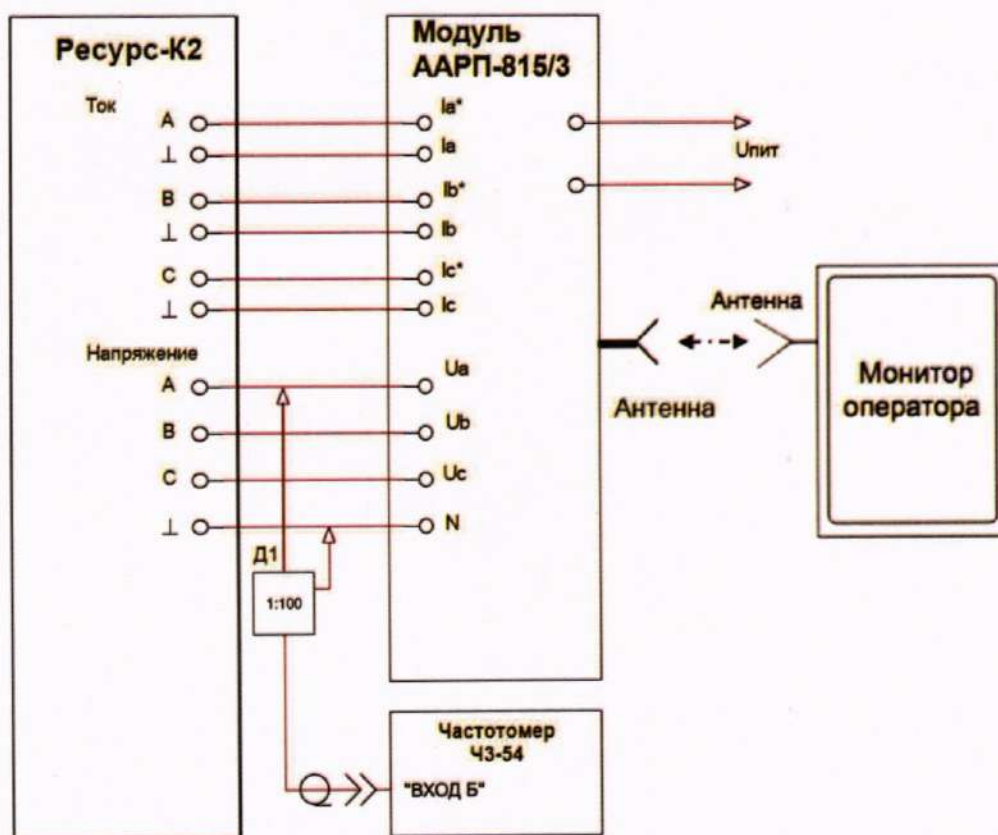 Ресурс-К2
Ток
А
⊥
В
⊥
С
⊥
Напряжение
А
В
С
⊥
Модуль
ААРП-815/3
Ia*
Ia
Ib*
Ib
Ic*
Ic
Ua
Ub
Uc
N
Uпит
Антенна
Антенна
Монитор
оператора
Д1
1:100
Частотомер
Ч3-54
"ВХОД Б"